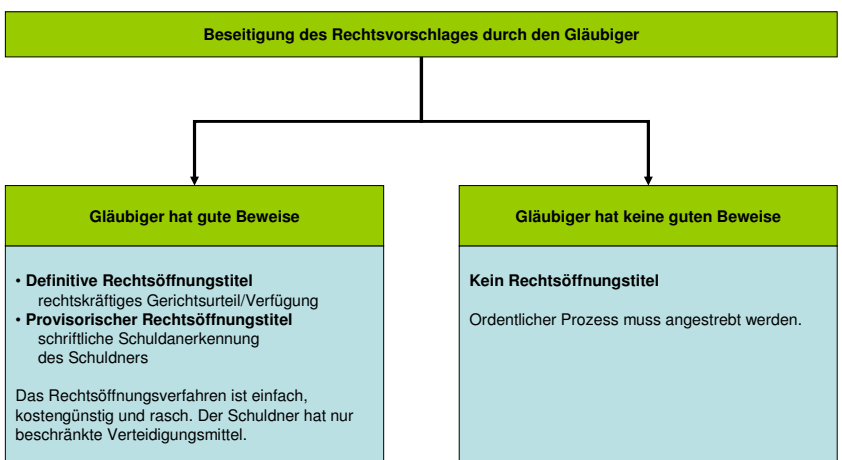 Beseitigung des Rechtsvorschlages durch den Gläubiger
Gläubiger hat gute Beweise
• Definitive Rechtsöffnungstitel
rechtskräftiges Gerichtsurteil/Verfügung
• Provisorischer Rechtsöffnungstitel
schriftliche Schuldanerkennung
des Schuldners
Das Rechtsöffnungsverfahren ist einfach,
kostengünstig und rasch. Der Schuldner hat nur
beschränkte Verteidigungsmittel.
Gläubiger hat keine guten Beweise
Kein Rechtsöffnungstitel
Ordentlicher Prozess muss angestrebt werden.